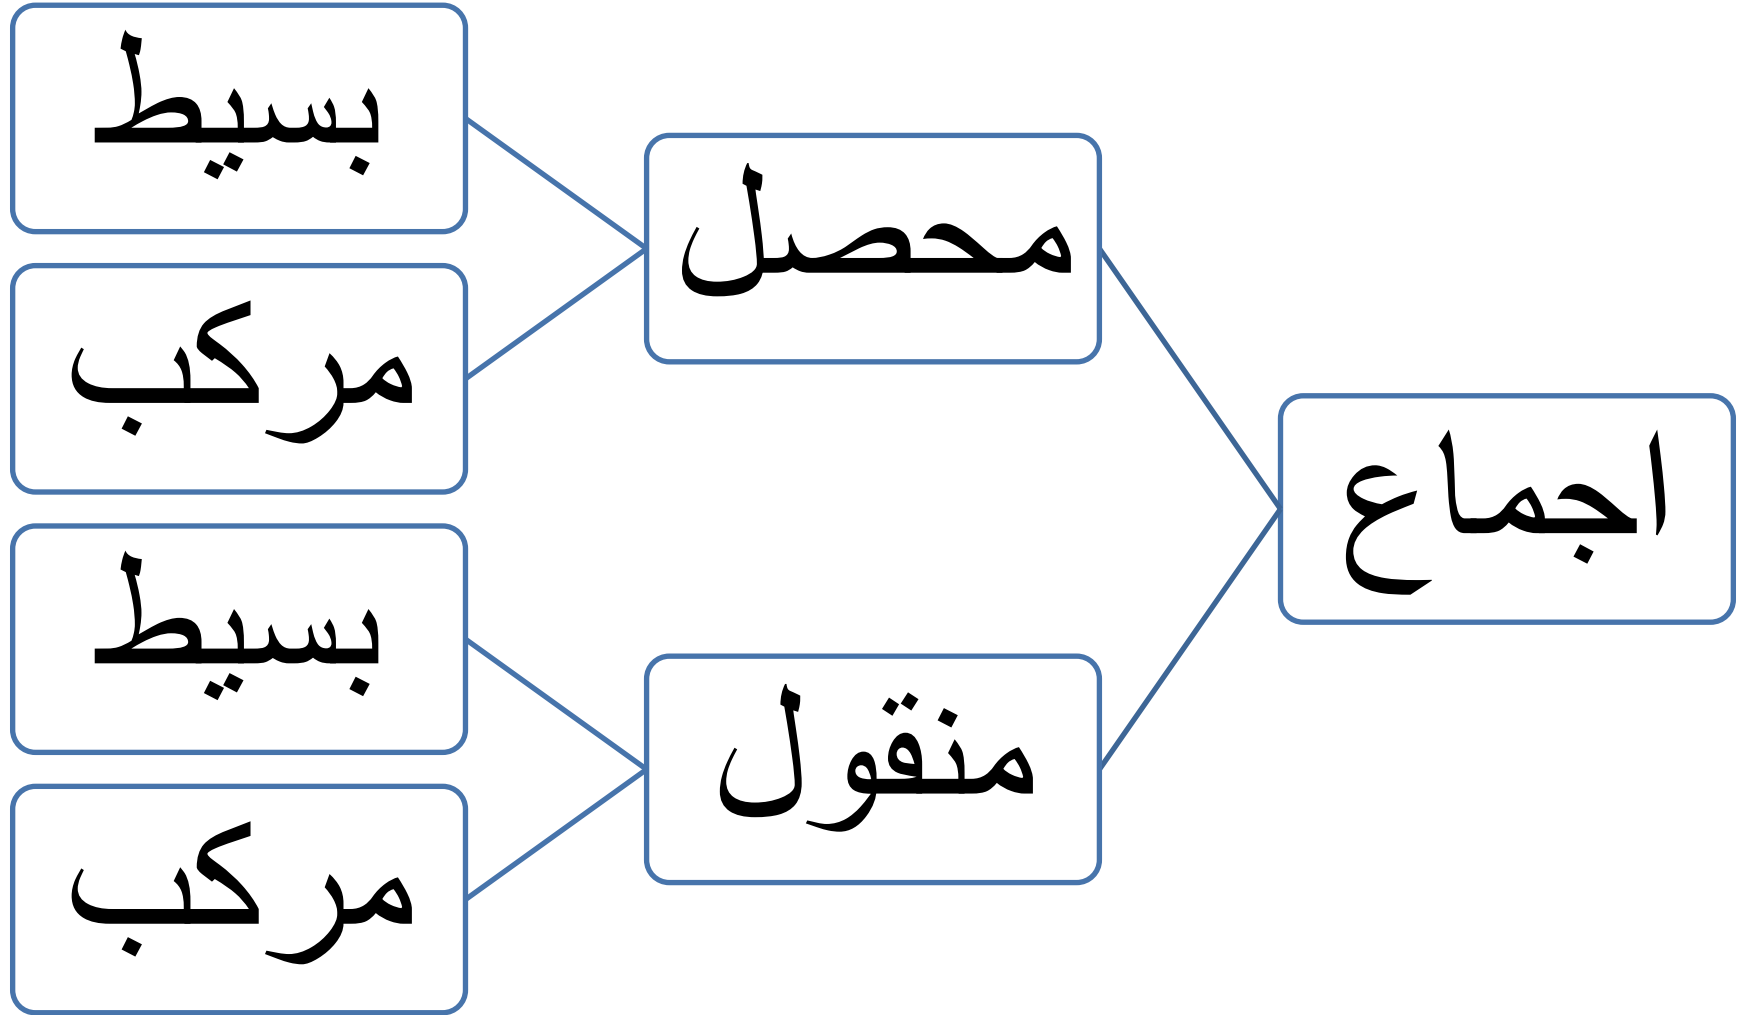 اجماع
محصل
بسيط
مركب
منقول
بسيط
مركب